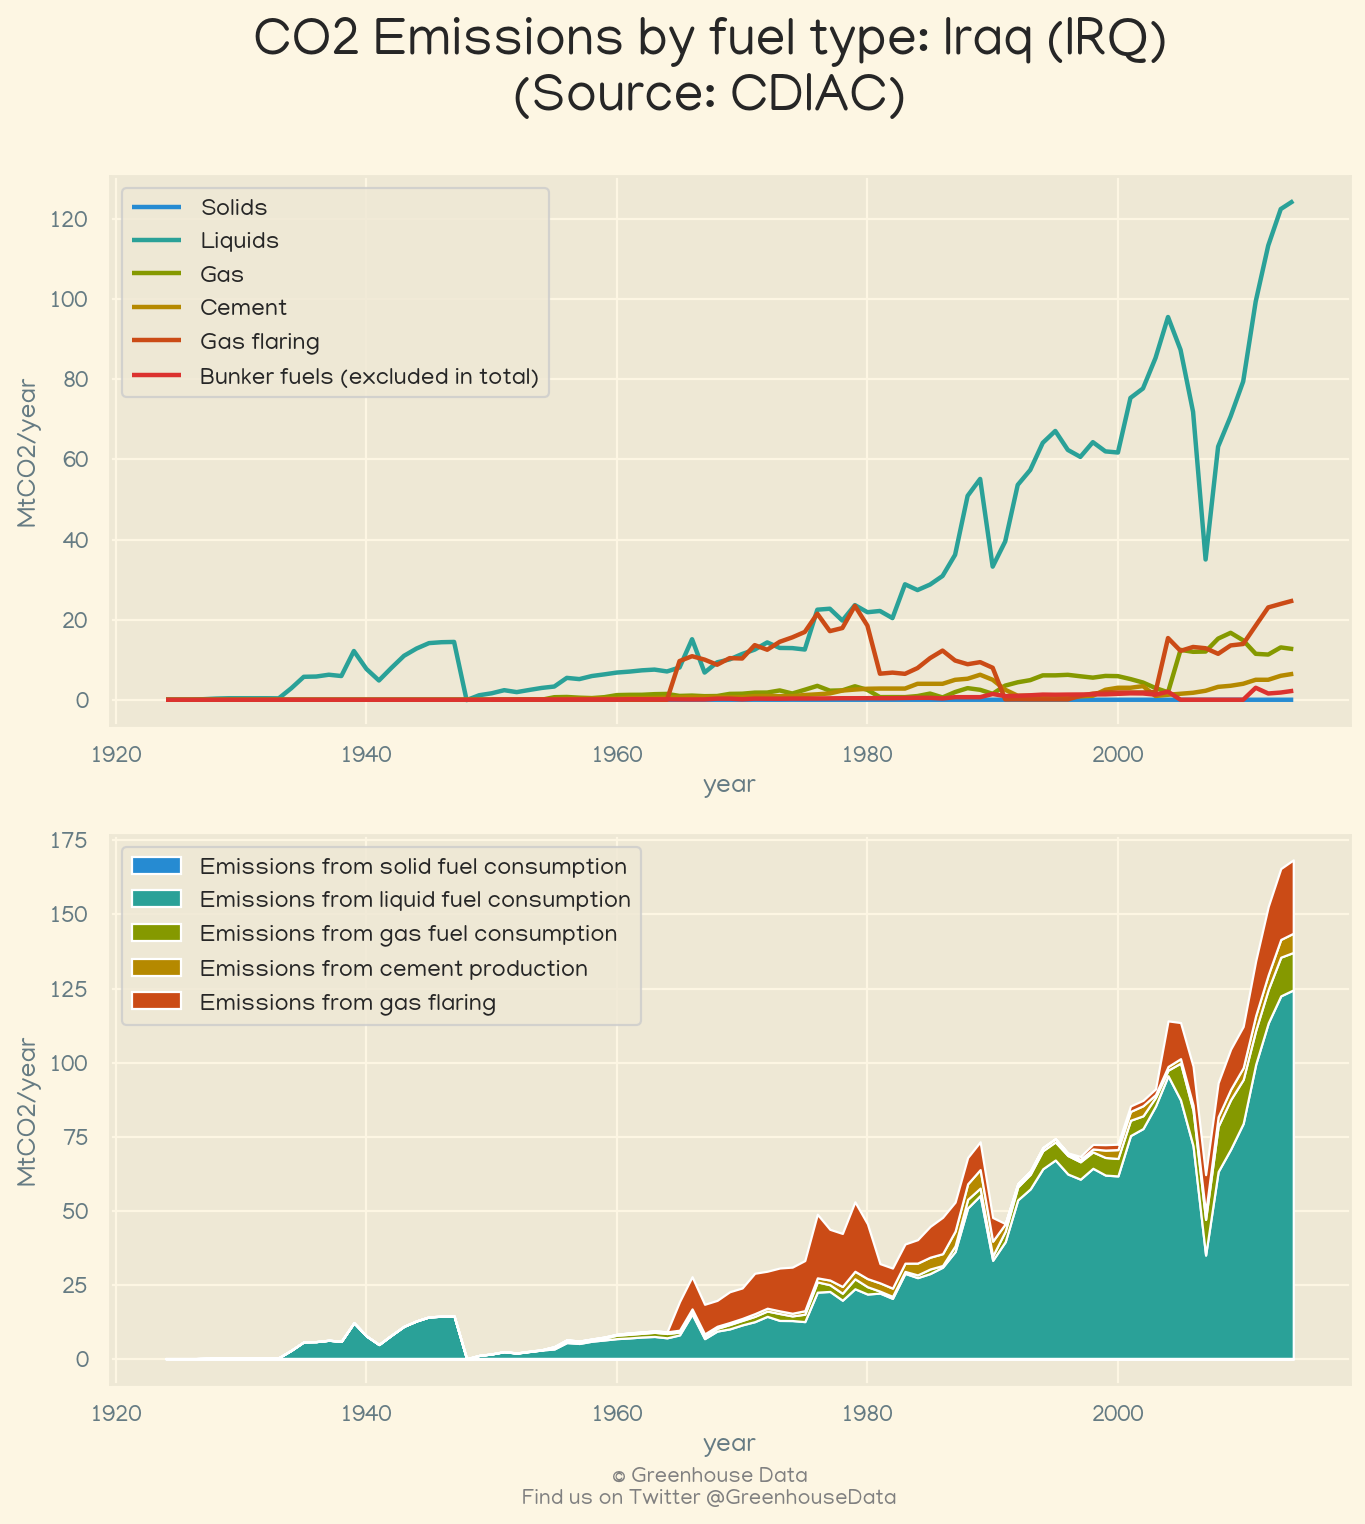 CO2 Emissions by fuel type: Iraq (IRQ)
(Source: CDIAC)
Solids
Liquids
Gas
Cement
Gas flaring
Bunker fuels (excluded in total)
MtCO2/year
120
100
80
60
40
20
0
1920 1940 1960 1980 2000
year
Emissions from solid fuel consumption
Emissions from liquid fuel consumption
Emissions from gas fuel consumption
Emissions from cement production
Emissions from gas flaring
MtCO2/year
175
150
125
100
75
50
25
0
1920 1940 1960 1980 2000
year
© Greenhouse Data
Find us on Twitter @GreenhouseData